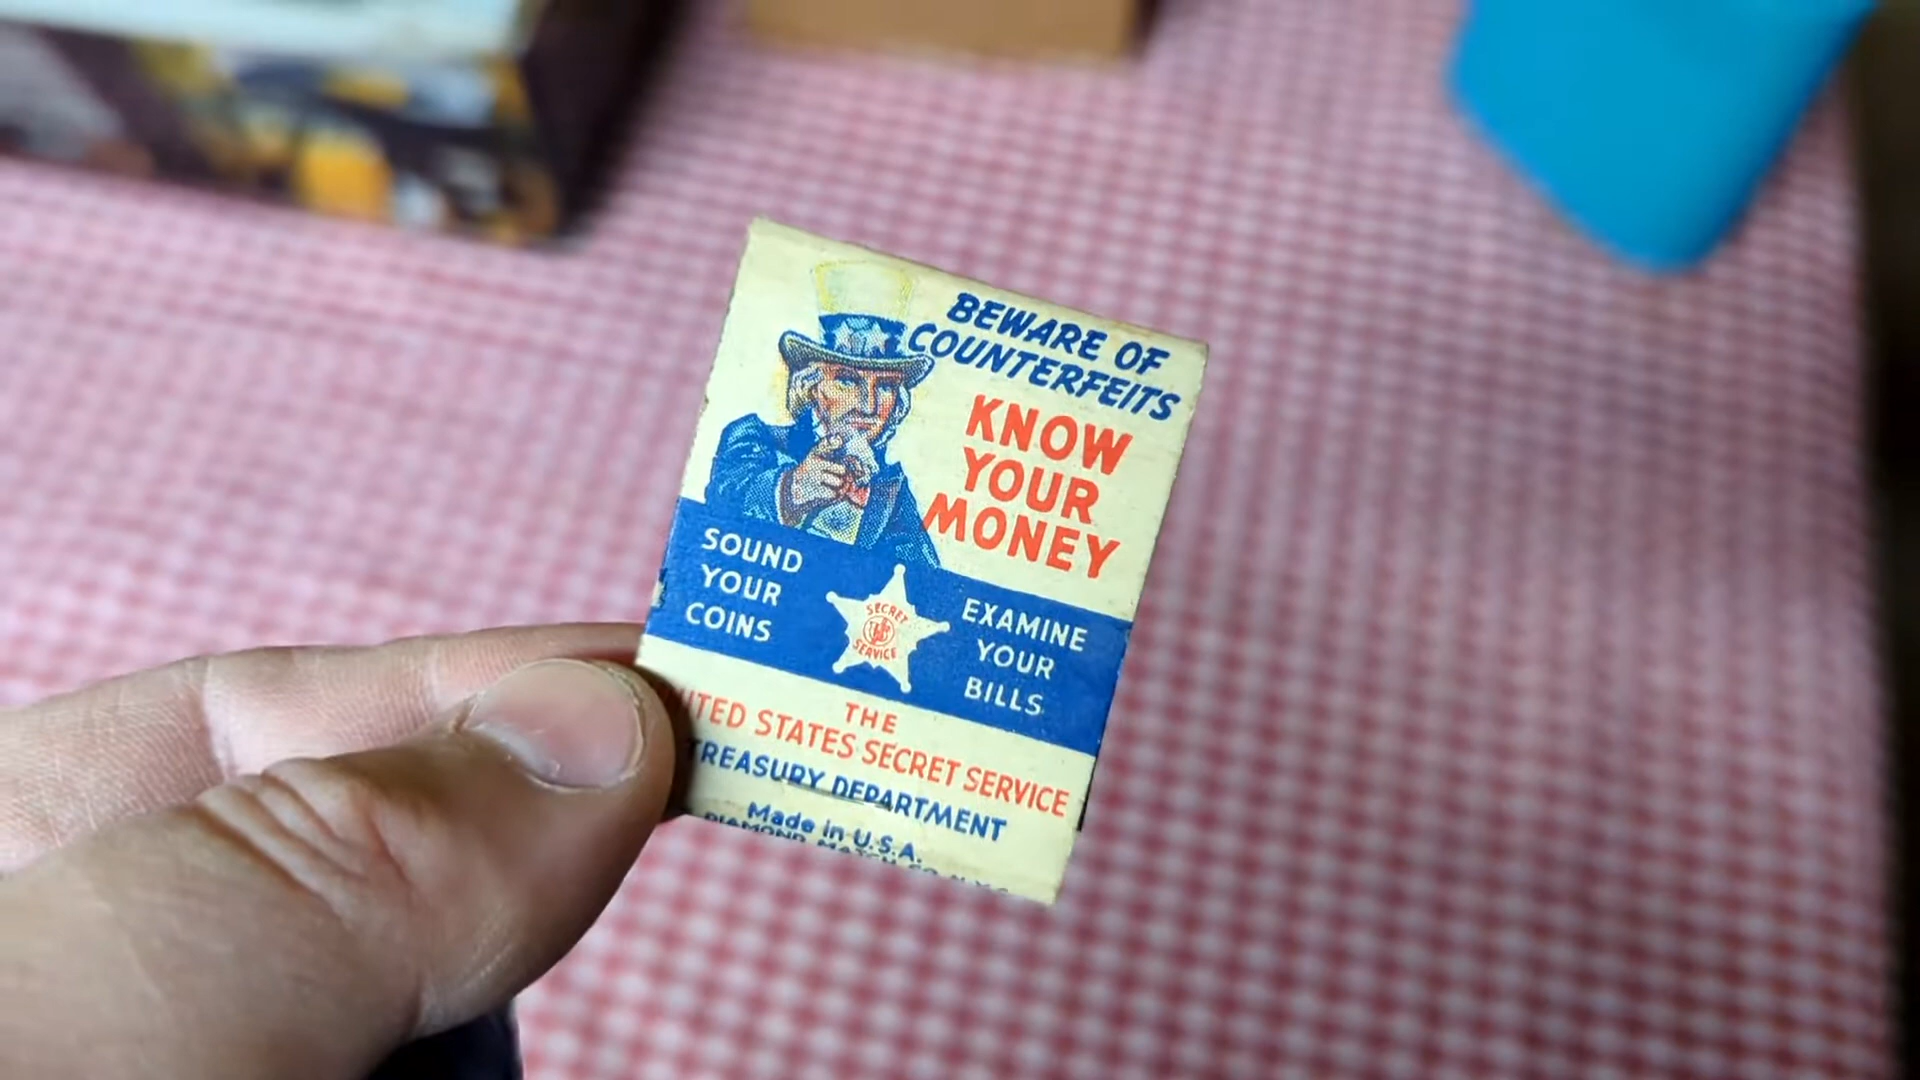 BEWARE OF
COUNTERFEITS
KNOW
YOUR
MONEY
SOUND
YOUR
COINS
SECRET
SERVICE
EXAMINE
YOUR
BILLS
THE
ITED STATES SECRET SERVICE
TREASURY DEPARTMENT
Made in U.S.A.
DIAMOND MATCH CO. N.Y.C.